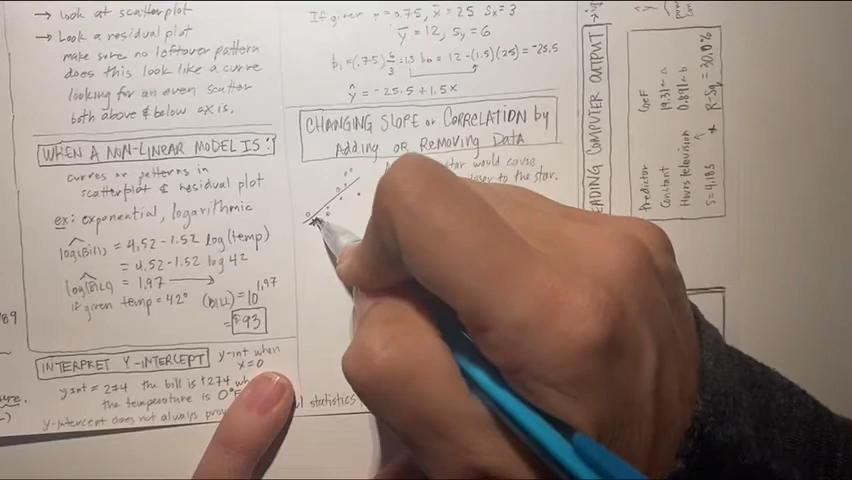 → look at scatterplot
→ Look a residual plot
make sure no leftover pattern
does this look like a curve
looking for an even scatter
both above & below axis.
WHEN A NON-LINEAR MODEL IS:
curves or patterns in
scatterplot & residual plot
ex: exponential, logarithmic
log(Bill) = 4.52-1.52 log(temp)
= 4.52-1.52 log 42
log(Bill) = 1.97 →
if given temp = 42° (BILL) = 10^1.97
= $93
INTERPRET Y-INTERCEPT
y-int when
x=0
yint = 274 the bill is $274
the temperature is 0°F
y-intercept does not always
If given r=0.75, x̄ = 25 Sx = 3
ȳ = 12, Sy = 6
b₁ = (.75) 6/3 = 1.5 b₀ = 12-(1.5)(25) = -25.5
ŷ = -25.5 + 1.5x
CHANGING SLOPE or CORRELATION by
Adding or Removing Data
star would cause
closer to the star.
statistics
COMPUTER OUTPUT
Predictor Coef
Constant 19.31 ← a
Hours television 0.891 ← b
S = 4.185 R-Sq = 30.0%